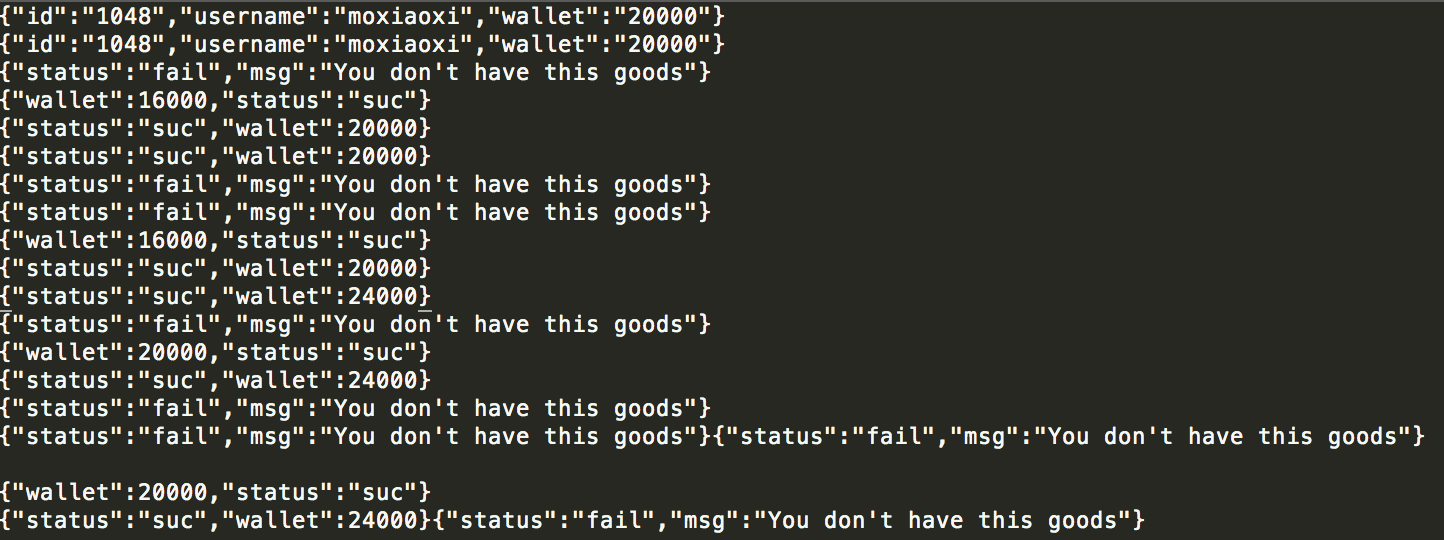 {"id":"1048","username":"moxiaoxi","wallet":"20000"}
{"id":"1048","username":"moxiaoxi","wallet":"20000"}
{"status":"fail","msg":"You don't have this goods"}
{"wallet":16000,"status":"suc"}
{"status":"suc","wallet":20000}
{"status":"suc","wallet":20000}
{"status":"fail","msg":"You don't have this goods"}
{"status":"fail","msg":"You don't have this goods"}
{"wallet":16000,"status":"suc"}
{"status":"suc","wallet":20000}
{"status":"suc","wallet":24000}
{"status":"fail","msg":"You don't have this goods"}
{"wallet":20000,"status":"suc"}
{"status":"suc","wallet":24000}
{"status":"fail","msg":"You don't have this goods"}
{"status":"fail","msg":"You don't have this goods"}{"status":"fail","msg":"You don't have this goods"}
{"wallet":20000,"status":"suc"}
{"status":"suc","wallet":24000}{"status":"fail","msg":"You don't have this goods"}